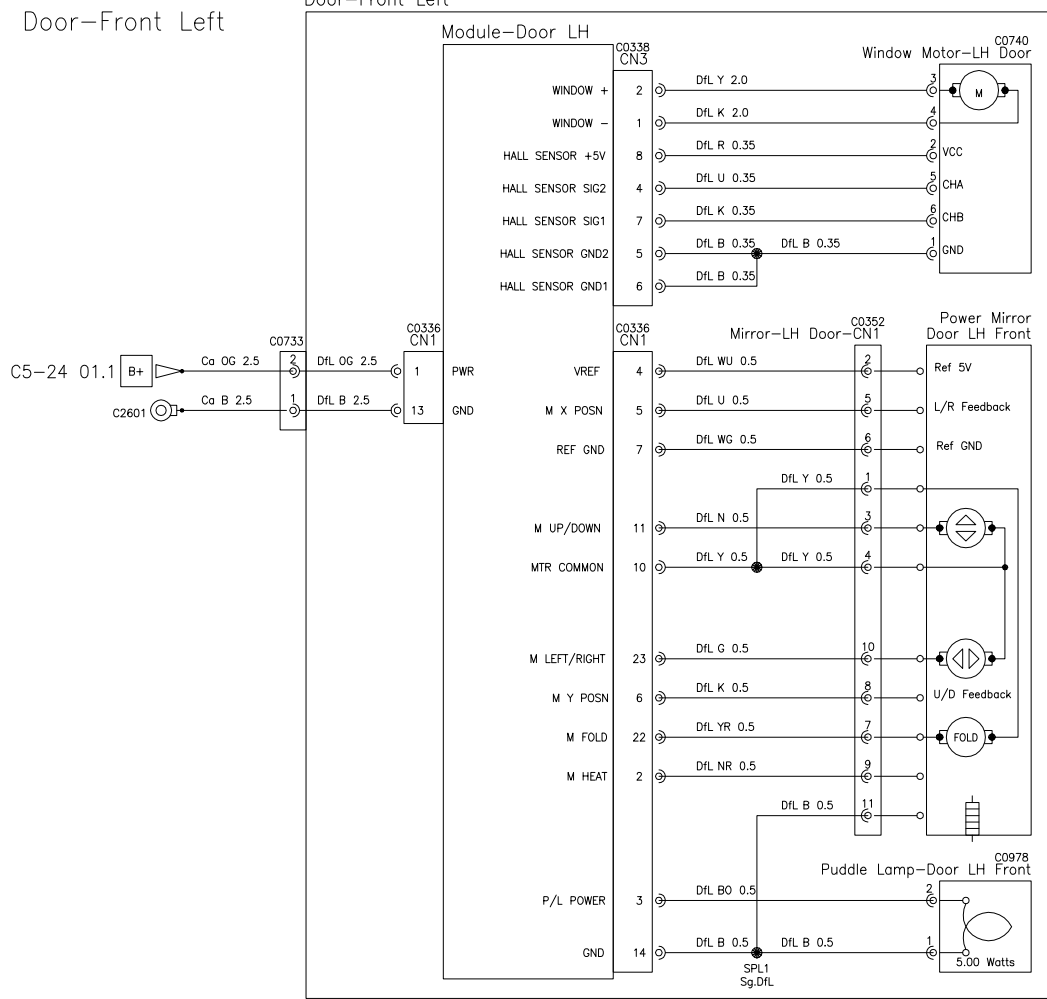 Door-Front Left
Door-Front Left
Module-Door LH
C0338
CN3
C0740
Window Motor-LH Door
WINDOW + 2 DfL Y 2.0 3 M
WINDOW - 1 DfL K 2.0 4
HALL SENSOR +5V 8 DfL R 0.35 2 VCC
HALL SENSOR SIG2 4 DfL U 0.35 5 CHA
HALL SENSOR SIG1 7 DfL K 0.35 6 CHB
HALL SENSOR GND2 5 DfL B 0.35 DfL B 0.35 1 GND
HALL SENSOR GND1 6 DfL B 0.35
C0733
C0336
CN1
C0336
CN1
Mirror-LH Door-CN1
C0352
Power Mirror
Door LH Front
C5-24 01.1 B+ Ca OG 2.5 2 DfL OG 2.5 1 PWR
C2601 Ca B 2.5 1 DfL B 2.5 13 GND
VREF 4 DfL WU 0.5 2 Ref 5V
M X POSN 5 DfL U 0.5 5 L/R Feedback
REF GND 7 DfL WG 0.5 6 Ref GND
DfL Y 0.5 1
M UP/DOWN 11 DfL N 0.5 3
MTR COMMON 10 DfL Y 0.5 DfL Y 0.5 4
M LEFT/RIGHT 23 DfL G 0.5 10
M Y POSN 6 DfL K 0.5 8 U/D Feedback
M FOLD 22 DfL YR 0.5 7 FOLD
M HEAT 2 DfL NR 0.5 9
DfL B 0.5 11
C0978
Puddle Lamp-Door LH Front
P/L POWER 3 DfL BO 0.5 2
GND 14 DfL B 0.5 DfL B 0.5 1
5.00 Watts
SPL1
Sg.DfL